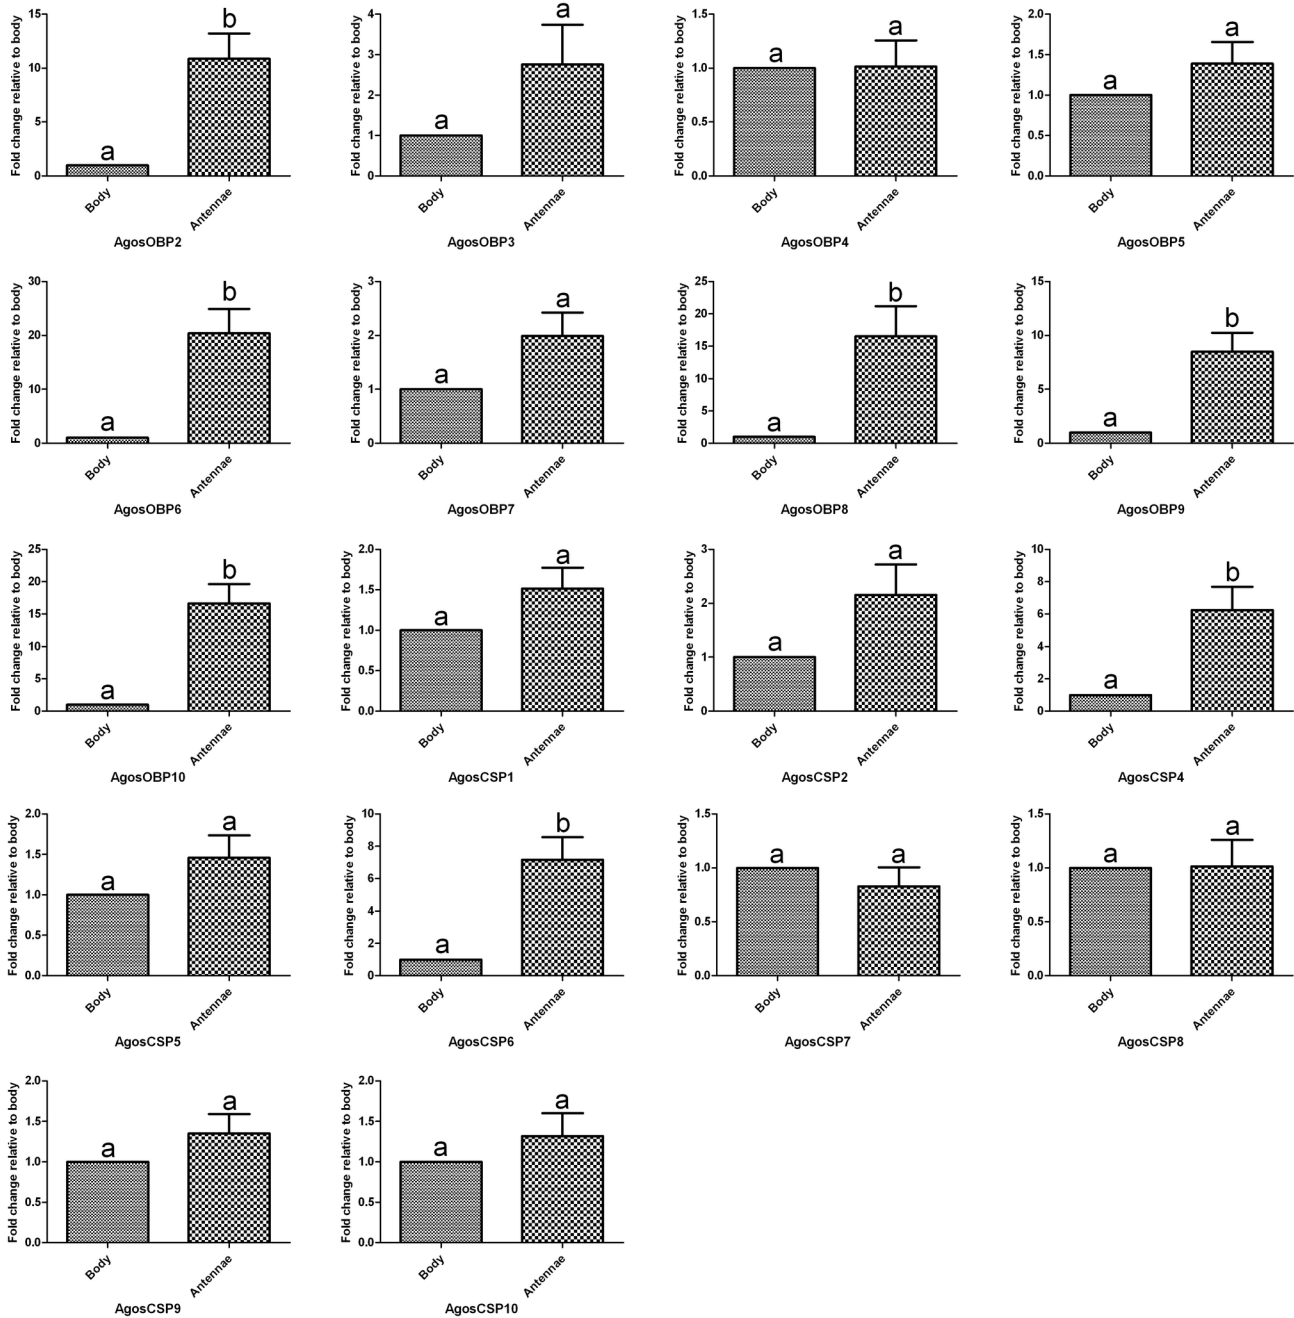 Fold change relative to body
15
10
5
0
a
b
Body
Antennae
AgosOBP2
Fold change relative to body
4
3
2
1
0
a
a
Body
Antennae
AgosOBP3
Fold change relative to body
1.5
1.0
0.5
0.0
a
a
Body
Antennae
AgosOBP4
Fold change relative to body
2.0
1.5
1.0
0.5
0.0
a
a
Body
Antennae
AgosOBP5
Fold change relative to body
30
20
10
0
a
b
Body
Antennae
AgosOBP6
Fold change relative to body
3
2
1
0
a
a
Body
Antennae
AgosOBP7
Fold change relative to body
25
20
15
10
5
0
a
b
Body
Antennae
AgosOBP8
Fold change relative to body
15
10
5
0
a
b
Body
Antennae
AgosOBP9
Fold change relative to body
25
20
15
10
5
0
a
b
Body
Antennae
AgosOBP10
Fold change relative to body
2.0
1.5
1.0
0.5
0.0
a
a
Body
Antennae
AgosCSP1
Fold change relative to body
3
2
1
0
a
a
Body
Antennae
AgosCSP2
Fold change relative to body
10
8
6
4
2
0
a
b
Body
Antennae
AgosCSP4
Fold change relative to body
2.0
1.5
1.0
0.5
0.0
a
a
Body
Antennae
AgosCSP5
Fold change relative to body
10
8
6
4
2
0
a
b
Body
Antennae
AgosCSP6
Fold change relative to body
1.5
1.0
0.5
0.0
a
a
Body
Antennae
AgosCSP7
Fold change relative to body
1.5
1.0
0.5
0.0
a
a
Body
Antennae
AgosCSP8
Fold change relative to body
2.0
1.5
1.0
0.5
0.0
a
a
Body
Antennae
AgosCSP9
Fold change relative to body
2.0
1.5
1.0
0.5
0.0
a
a
Body
Antennae
AgosCSP10